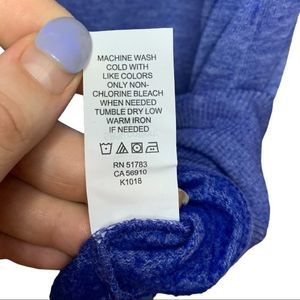 MACHINE WASH
COLD WITH
LIKE COLORS
ONLY NON-
CHLORINE BLEACH
WHEN NEEDED
TUMBLE DRY LOW
WARM IRON
IF NEEDED
RN 51783
CA 56910
K1018